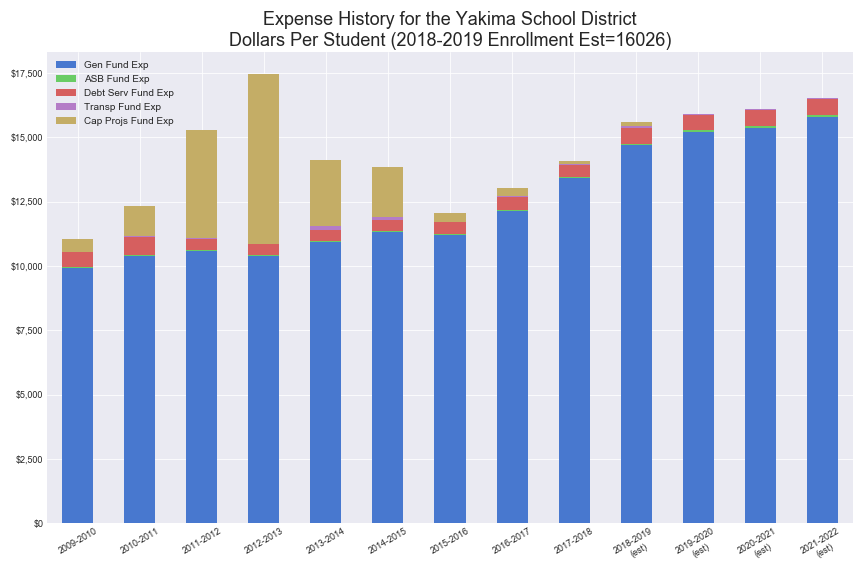 Expense History for the Yakima School District
Dollars Per Student (2018-2019 Enrollment Est=16026)
Gen Fund Exp
ASB Fund Exp
Debt Serv Fund Exp
Transp Fund Exp
Cap Projs Fund Exp
$17,500
$15,000
$12,500
$10,000
$7,500
$5,000
$2,500
$0
2009-2010
2010-2011
2011-2012
2012-2013
2013-2014
2014-2015
2015-2016
2016-2017
2017-2018
2018-2019
(est)
2019-2020
(est)
2020-2021
(est)
2021-2022
(est)